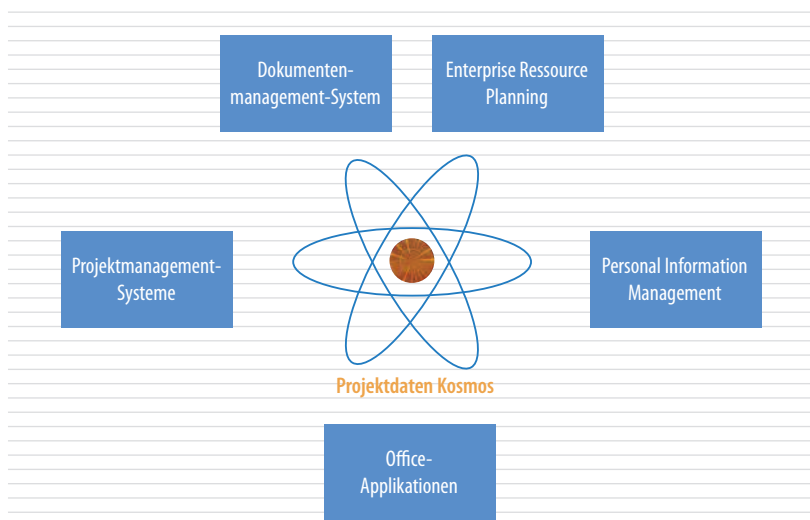 Dokumenten-
management-System
Enterprise Ressource
Planning
Projektmanagement-
Systeme
Personal Information
Management
Projektdaten Kosmos
Office-
Applikationen